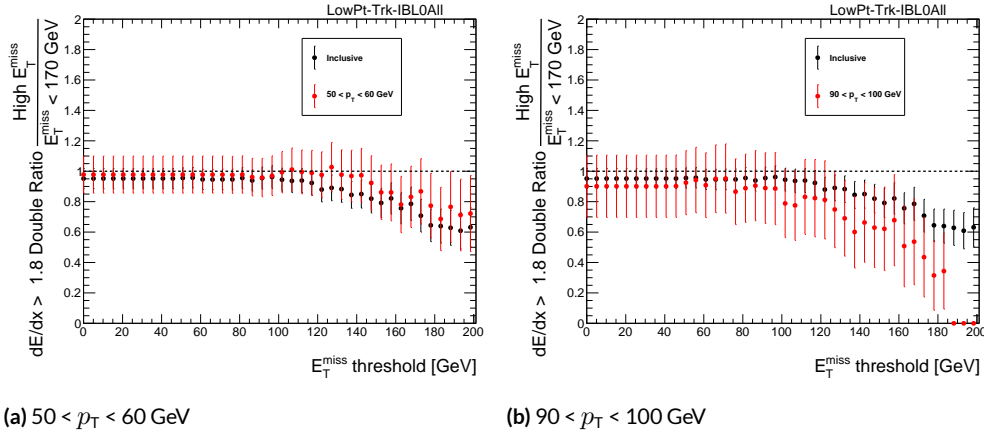 LowPt-Trk-IBL0All
dE/dx > 1.8 Double Ratio High E_T^miss / E_T^miss < 170 GeV
2
1.8
1.6
1.4
1.2
1
0.8
0.6
0.4
0.2
0
Inclusive
50 < p_T < 60 GeV
0 20 40 60 80 100 120 140 160 180 200
E_T^miss threshold [GeV]
(a) 50 < p_T < 60 GeV
LowPt-Trk-IBL0All
dE/dx > 1.8 Double Ratio High E_T^miss / E_T^miss < 170 GeV
2
1.8
1.6
1.4
1.2
1
0.8
0.6
0.4
0.2
0
Inclusive
90 < p_T < 100 GeV
0 20 40 60 80 100 120 140 160 180 200
E_T^miss threshold [GeV]
(b) 90 < p_T < 100 GeV